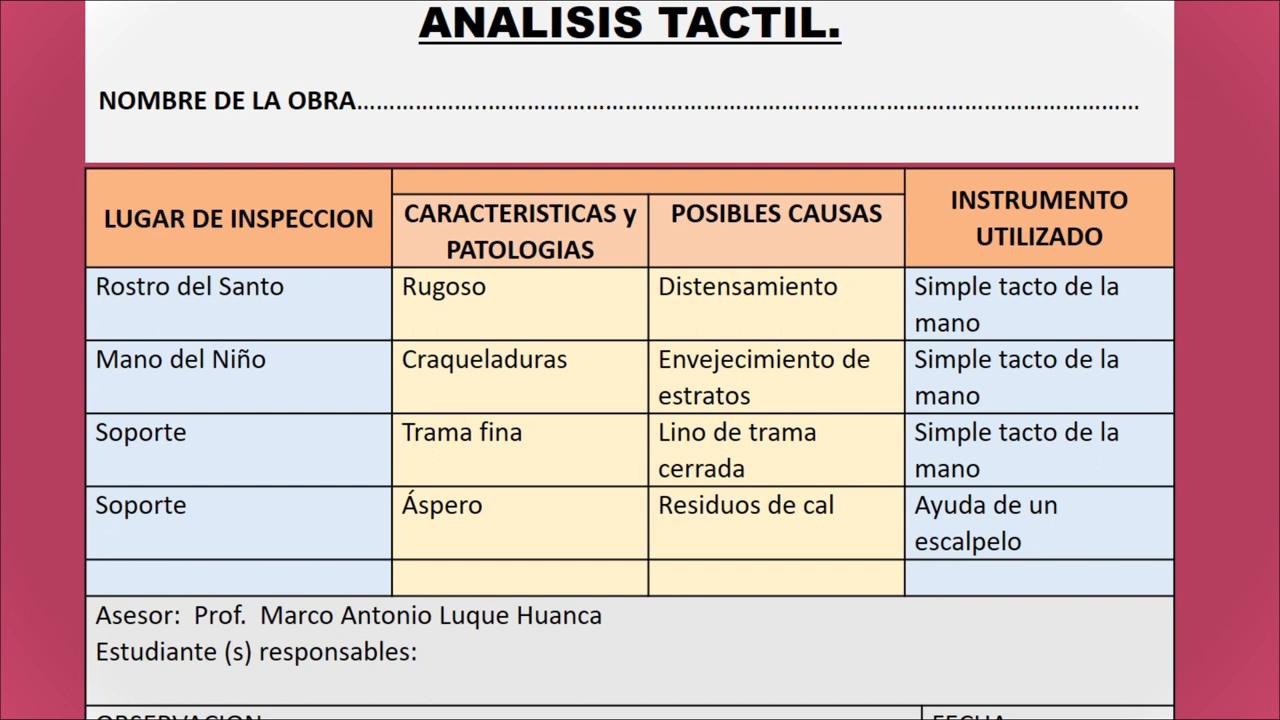 ANALISIS TACTIL.
NOMBRE DE LA OBRA……………………………………………………………………………………………………………
LUGAR DE INSPECCION
CARACTERISTICAS y
PATOLOGIAS
POSIBLES CAUSAS
INSTRUMENTO
UTILIZADO
Rostro del Santo
Rugoso
Distensamiento
Simple tacto de la
mano
Mano del Niño
Craqueladuras
Envejecimiento de
estratos
Simple tacto de la
mano
Soporte
Trama fina
Lino de trama
cerrada
Simple tacto de la
mano
Soporte
Áspero
Residuos de cal
Ayuda de un
escalpelo
Asesor:  Prof.  Marco Antonio Luque Huanca
Estudiante (s) responsables:
OBSERVACION
FECHA